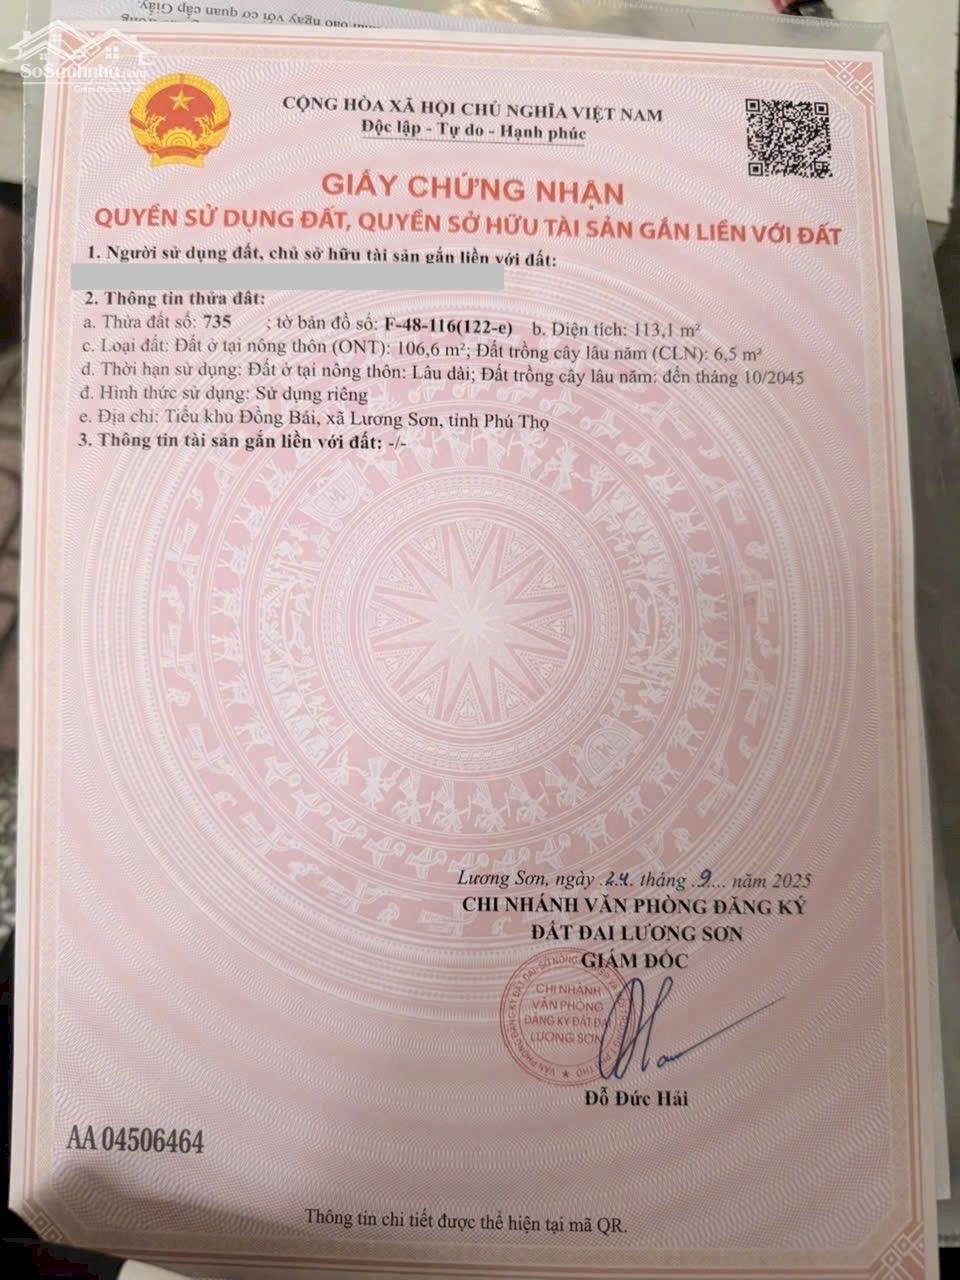 SoSanhnha.com
CỘNG HÒA XÃ HỘI CHỦ NGHĨA VIỆT NAM
Độc lập - Tự do - Hạnh phúc
GIẤY CHỨNG NHẬN
QUYỀN SỬ DỤNG ĐẤT, QUYỀN SỞ HỮU TÀI SẢN GẮN LIỀN VỚI ĐẤT
1. Người sử dụng đất, chủ sở hữu tài sản gắn liền với đất:
2. Thông tin thửa đất:
a. Thửa đất số: 735 ; tờ bản đồ số: F-48-116(122-e) b. Diện tích: 113,1 m²
c. Loại đất: Đất ở tại nông thôn (ONT): 106,6 m²; Đất trồng cây lâu năm (CLN): 6,5 m²
d. Thời hạn sử dụng: Đất ở tại nông thôn: Lâu dài; Đất trồng cây lâu năm: đến tháng 10/2045
đ. Hình thức sử dụng: Sử dụng riêng
e. Địa chỉ: Tiểu khu Đồng Bái, xã Lương Sơn, tỉnh Phú Thọ
3. Thông tin tài sản gắn liền với đất: -/-
Lương Sơn, ngày 24 tháng 9 năm 2025
CHI NHÁNH VĂN PHÒNG ĐĂNG KÝ
ĐẤT ĐAI LƯƠNG SƠN
GIÁM ĐỐC
CHI NHÁNH
VĂN PHÒNG
ĐĂNG KÝ ĐẤT ĐAI
LƯƠNG SƠN
Đỗ Đức Hải
AA 04506464
Thông tin chi tiết được thể hiện tại mã QR.